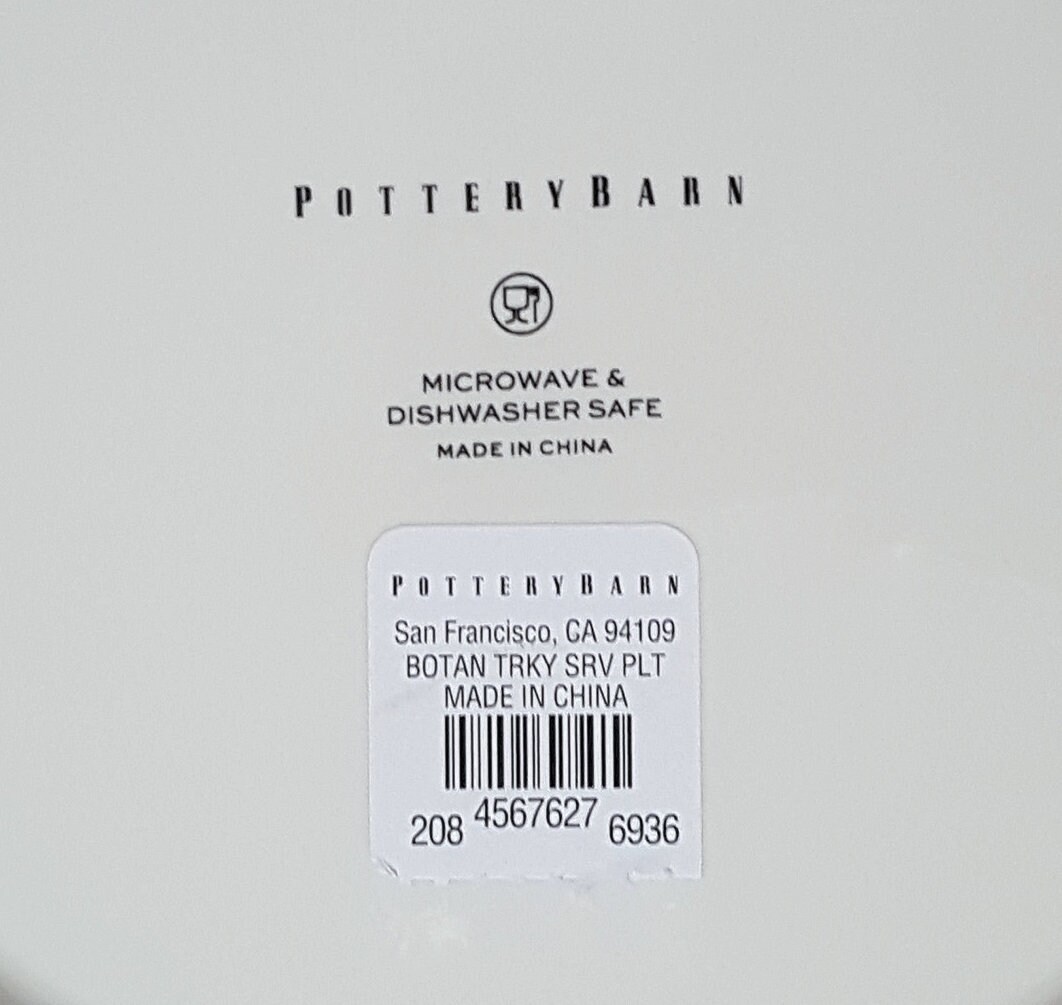 POTTERYBARN
MICROWAVE &
DISHWASHER SAFE
MADE IN CHINA
POTTERYBARN
San Francisco, CA 94109
BOTAN TRKY SRV PLT
MADE IN CHINA
208 4567627 6936